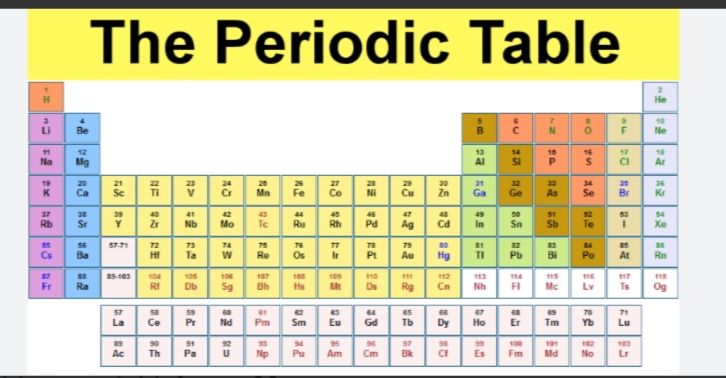 The Periodic Table
1 2
H He
3 4 5 6 7 8 9 10
Li Be B C N O F Ne
11 12 13 14 15 16 17 18
Na Mg Al Si P S Cl Ar
19 20 21 22 23 24 25 26 27 28 29 30 31 32 33 34 35 36
K Ca Sc Ti V Cr Mn Fe Co Ni Cu Zn Ga Ge As Se Br Kr
37 38 39 40 41 42 43 44 45 46 47 48 49 50 51 52 53 54
Rb Sr Y Zr Nb Mo Tc Ru Rh Pd Ag Cd In Sn Sb Te I Xe
55 56 57-71 72 73 74 75 76 77 78 79 80 81 82 83 84 85 86
Cs Ba Hf Ta W Re Os Ir Pt Au Hg Tl Pb Bi Po At Rn
87 88 89-103 104 105 106 107 108 109 110 111 112 113 114 115 116 117 118
Fr Ra Rf Db Sg Bh Hs Mt Ds Rg Cn Nh Fl Mc Lv Ts Og
57 58 59 60 61 62 63 64 65 66 67 68 69 70 71
La Ce Pr Nd Pm Sm Eu Gd Tb Dy Ho Er Tm Yb Lu
89 90 91 92 93 94 95 96 97 98 99 100 101 102 103
Ac Th Pa U Np Pu Am Cm Bk Cf Es Fm Md No Lr